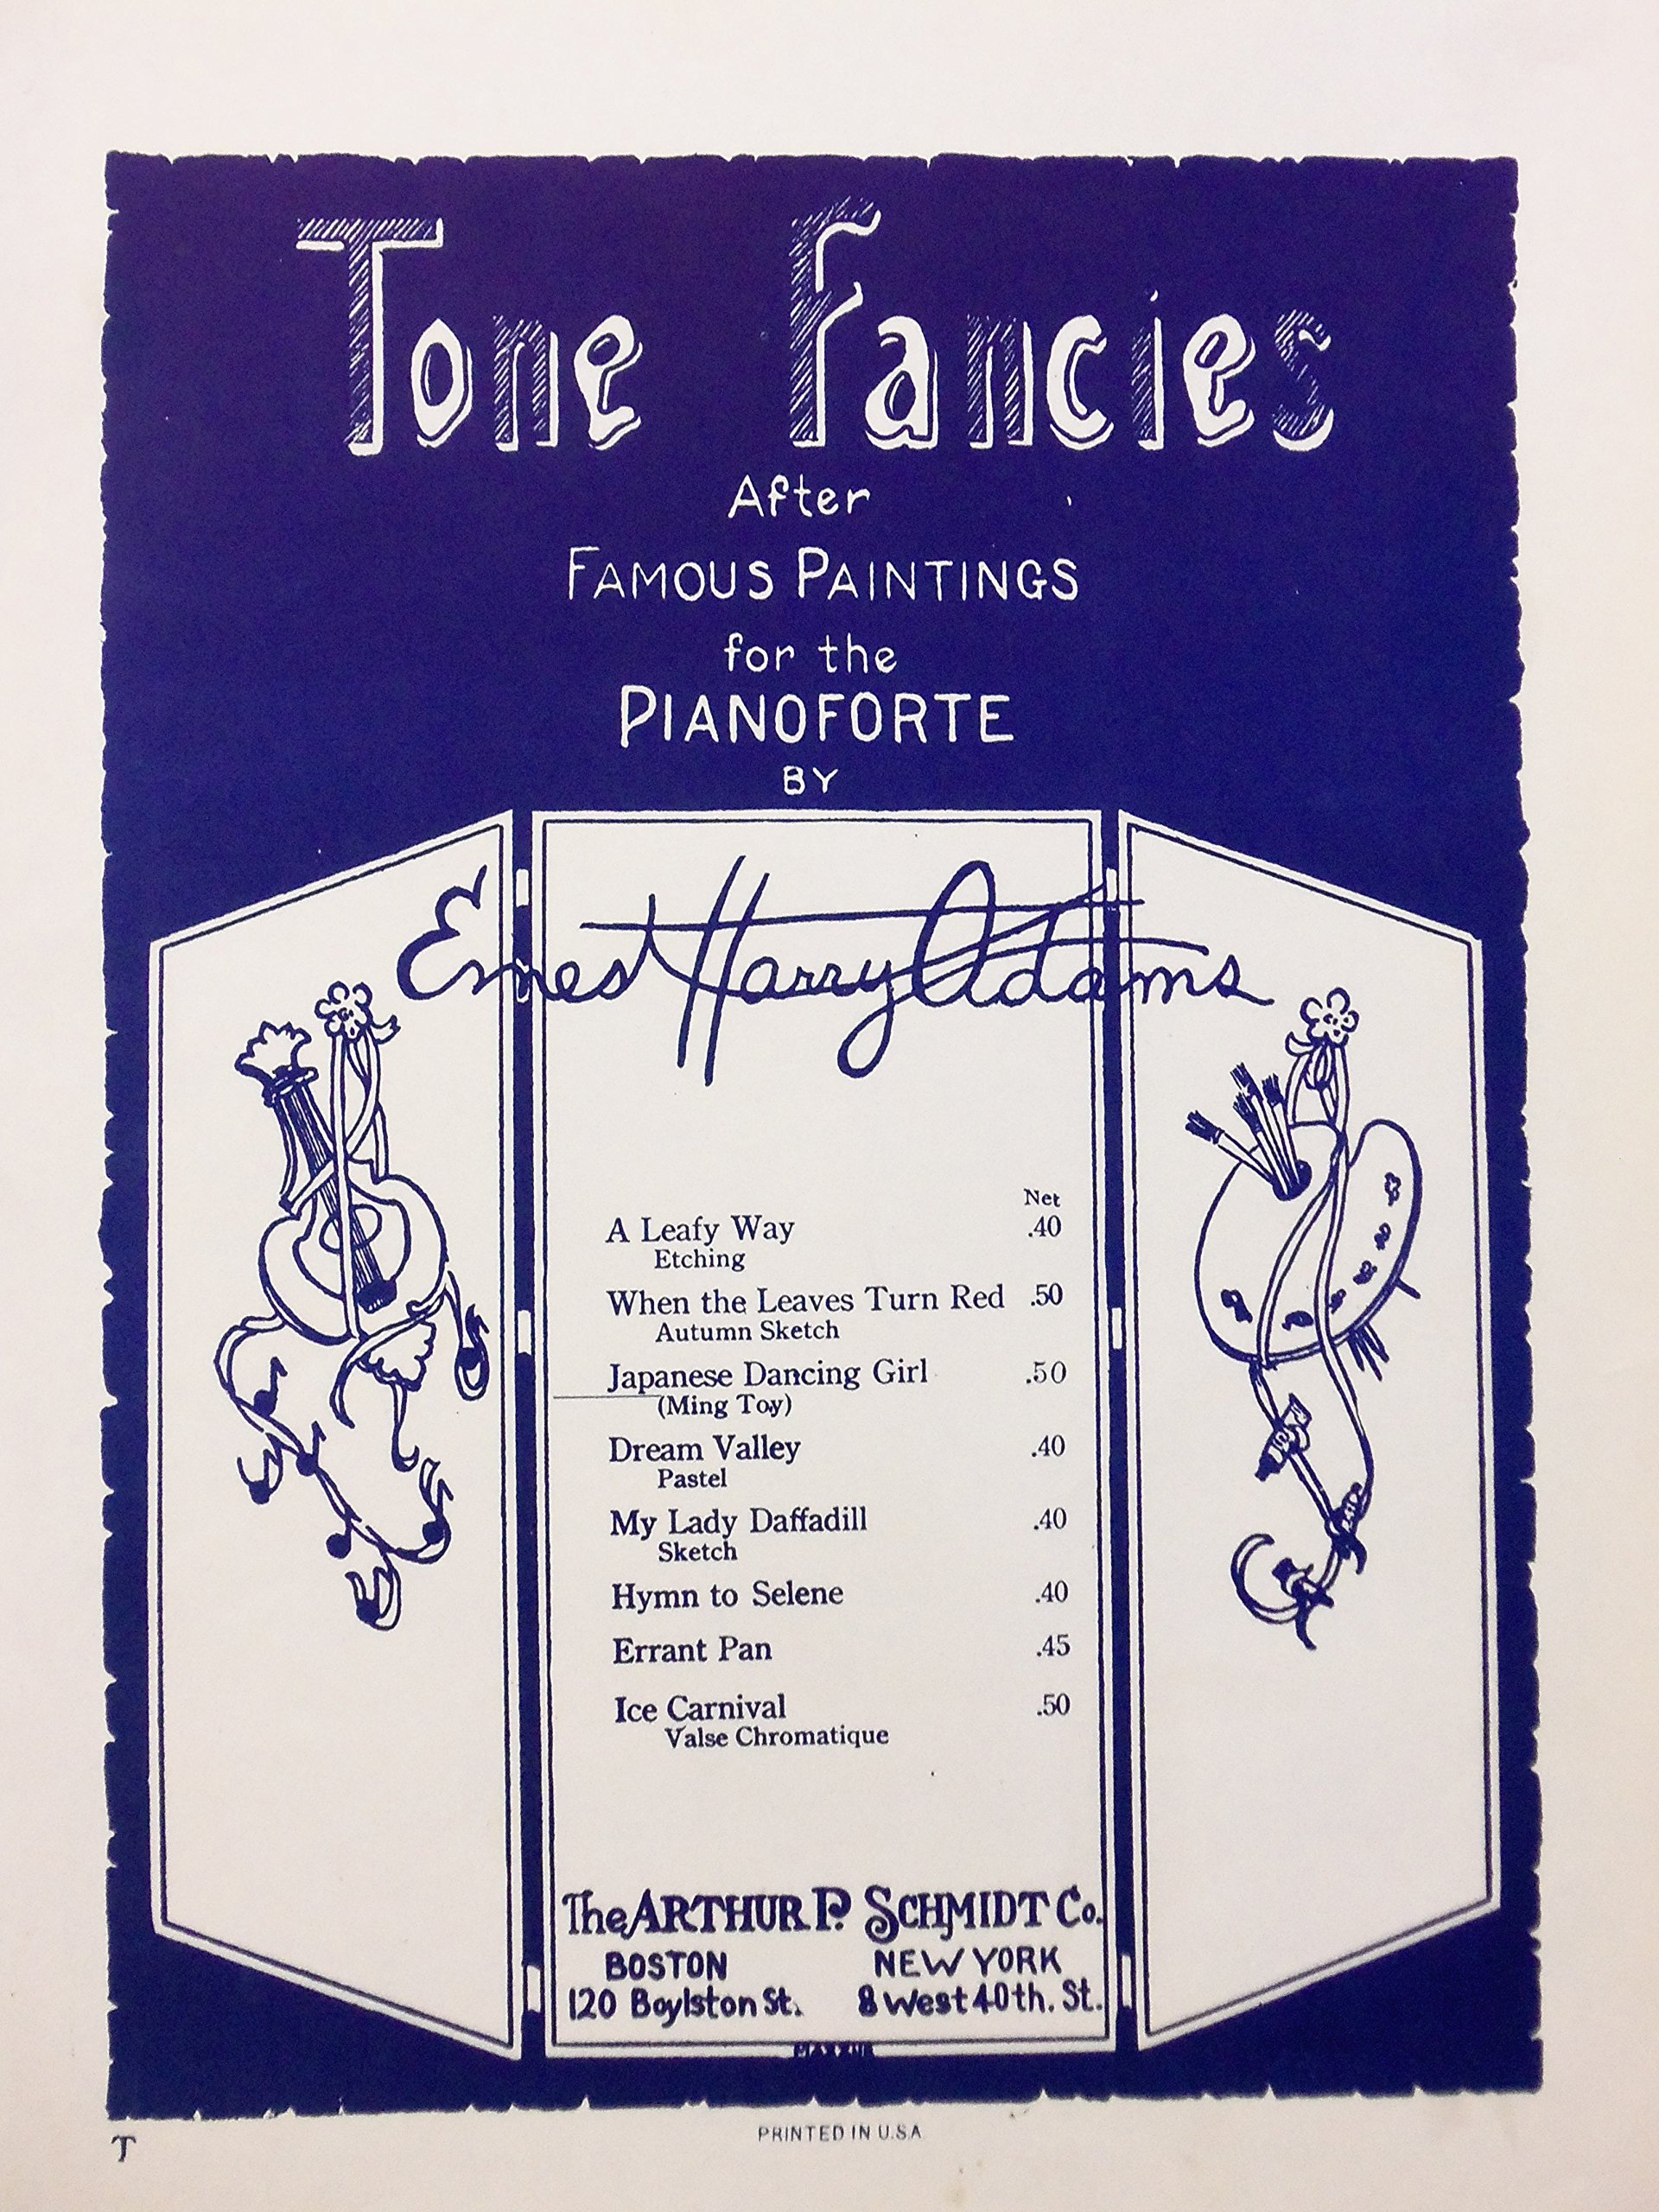 Tone Fancies
After
FAMOUS PAINTINGS
for the
PIANOFORTE
BY
Ernest Harry Adams
Net
A Leafy Way .40
Etching
When the Leaves Turn Red .50
Autumn Sketch
Japanese Dancing Girl .50
(Ming Toy)
Dream Valley .40
Pastel
My Lady Daffadill .40
Sketch
Hymn to Selene .40
Errant Pan .45
Ice Carnival .50
Valse Chromatique
The ARTHUR P. SCHMIDT Co.
BOSTON NEW YORK
120 Boylston St. 8 West 40th. St.
PRINTED IN U.S.A
T